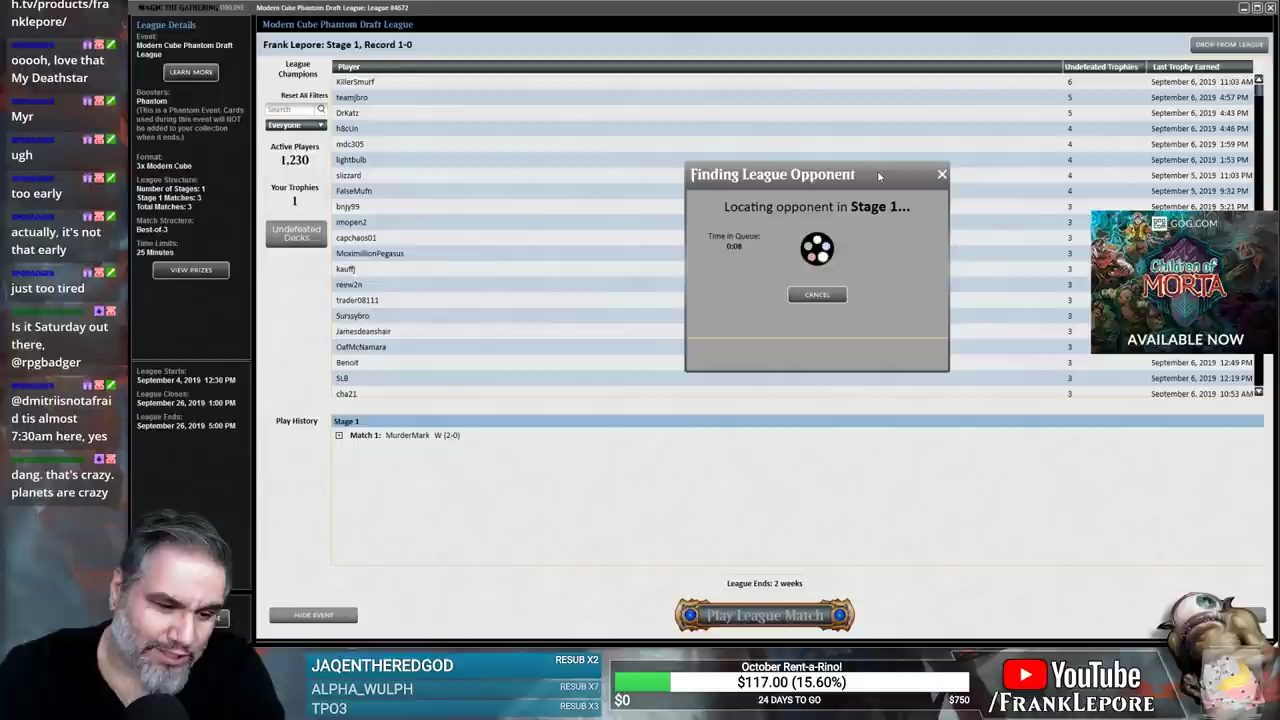 h.tv/products/fra
nklepore/
ooooh, love that
My Deathstar
Myr
ugh
too early
actually, it's not
that early
just too tired
Is it Saturday out
there,
@rpgbadger
@dmitriisnotafrai
d tis almost
7:30am here, yes
dang. that's crazy.
planets are crazy
MAGIC THE GATHERING ONLINE
Modern Cube Phantom Draft League: League #4672
League Details
Event:
Modern Cube Phantom Draft
League
LEARN MORE
Boosters:
Phantom
(This is a Phantom Event. Cards
used during this event will NOT
be added to your collection
when it ends.)
Format:
3x Modern Cube
League Structure:
Number of Stages: 1
Stage 1 Matches: 3
Total Matches: 3
Match Structure:
Best-of-3
Time Limits:
25 Minutes
VIEW PRIZES
League Starts:
September 4, 2019 12:30 PM
League Closes:
September 26, 2019 1:00 PM
League Ends:
September 26, 2019 5:00 PM
Modern Cube Phantom Draft League
Frank Lepore: Stage 1, Record 1-0
DROP FROM LEAGUE
League
Champions
Reset All Filters
Search
Everyone
Active Players
1,230
Your Trophies
1
Undefeated
Decks...
Player Undefeated Trophies Last Trophy Earned
KillerSmurf 6 September 6, 2019 11:03 AM
teamjbro 5 September 6, 2019 4:57 PM
DrKatz 5 September 6, 2019 4:43 PM
h8cUn 4 September 6, 2019 4:46 PM
mdc305 4 September 6, 2019 1:59 PM
lightbulb 4 September 6, 2019 1:53 PM
slizzard 4 September 5, 2019 11:03 PM
FalseMufn 4 September 5, 2019 9:32 PM
bnjy99 3 September 6, 2019 5:21 PM
imopen2 3
capchaos01 3
MoximillionPegasus 3
kauffj 3
reew2n 3
trader08111 3
Surssybro 3
Jamesdeanshair 3
OafMcNamara 3
Benoit 3 September 6, 2019 12:49 PM
SLB 3 September 6, 2019 12:19 PM
cha21 3 September 6, 2019 10:53 AM
Finding League Opponent
Locating opponent in Stage 1...
Time in Queue:
0:08
CANCEL
GOG.COM
Children of
MORTA
AVAILABLE NOW
Play History
Stage 1
Match 1: MurderMark W (2-0)
League Ends: 2 weeks
HIDE EVENT
Play League Match
JAQENTHEREDGOD RESUB X2
ALPHA_WULPH RESUB X7
TPO3 RESUB X3
October Rent-a-Rino!
$117.00 (15.60%)
$0 24 DAYS TO GO $750
YouTube
/FRANKLEPORE